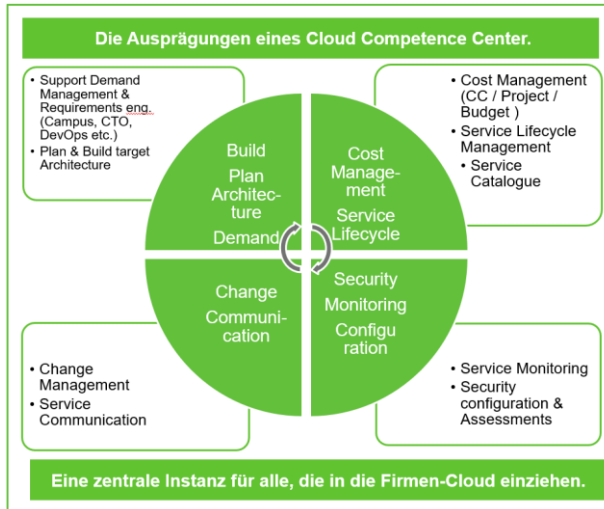 Die Ausprägungen eines Cloud Competence Center.
• Support Demand
Management &
Requirements eng.
(Campus, CTO,
DevOps etc.)
• Plan & Build target
Architecture
• Cost Management
(CC / Project /
Budget )
• Service Lifecycle
Management
• Service
Catalogue
Build
Plan
Architec-
ture
Demand
Cost
Manage-
ment
Service
Lifecycle
Change
Communi-
cation
Security
Monitoring
Configu
ration
• Change
Management
• Service
Communication
• Service Monitoring
• Security
configuration &
Assessments
Eine zentrale Instanz für alle, die in die Firmen-Cloud einziehen.